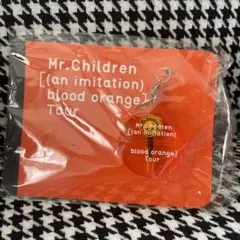 Mr.Children
[(an imitation)
blood orange]
Tour
Mr.Children
[(an imitation)
blood orange]
Tour